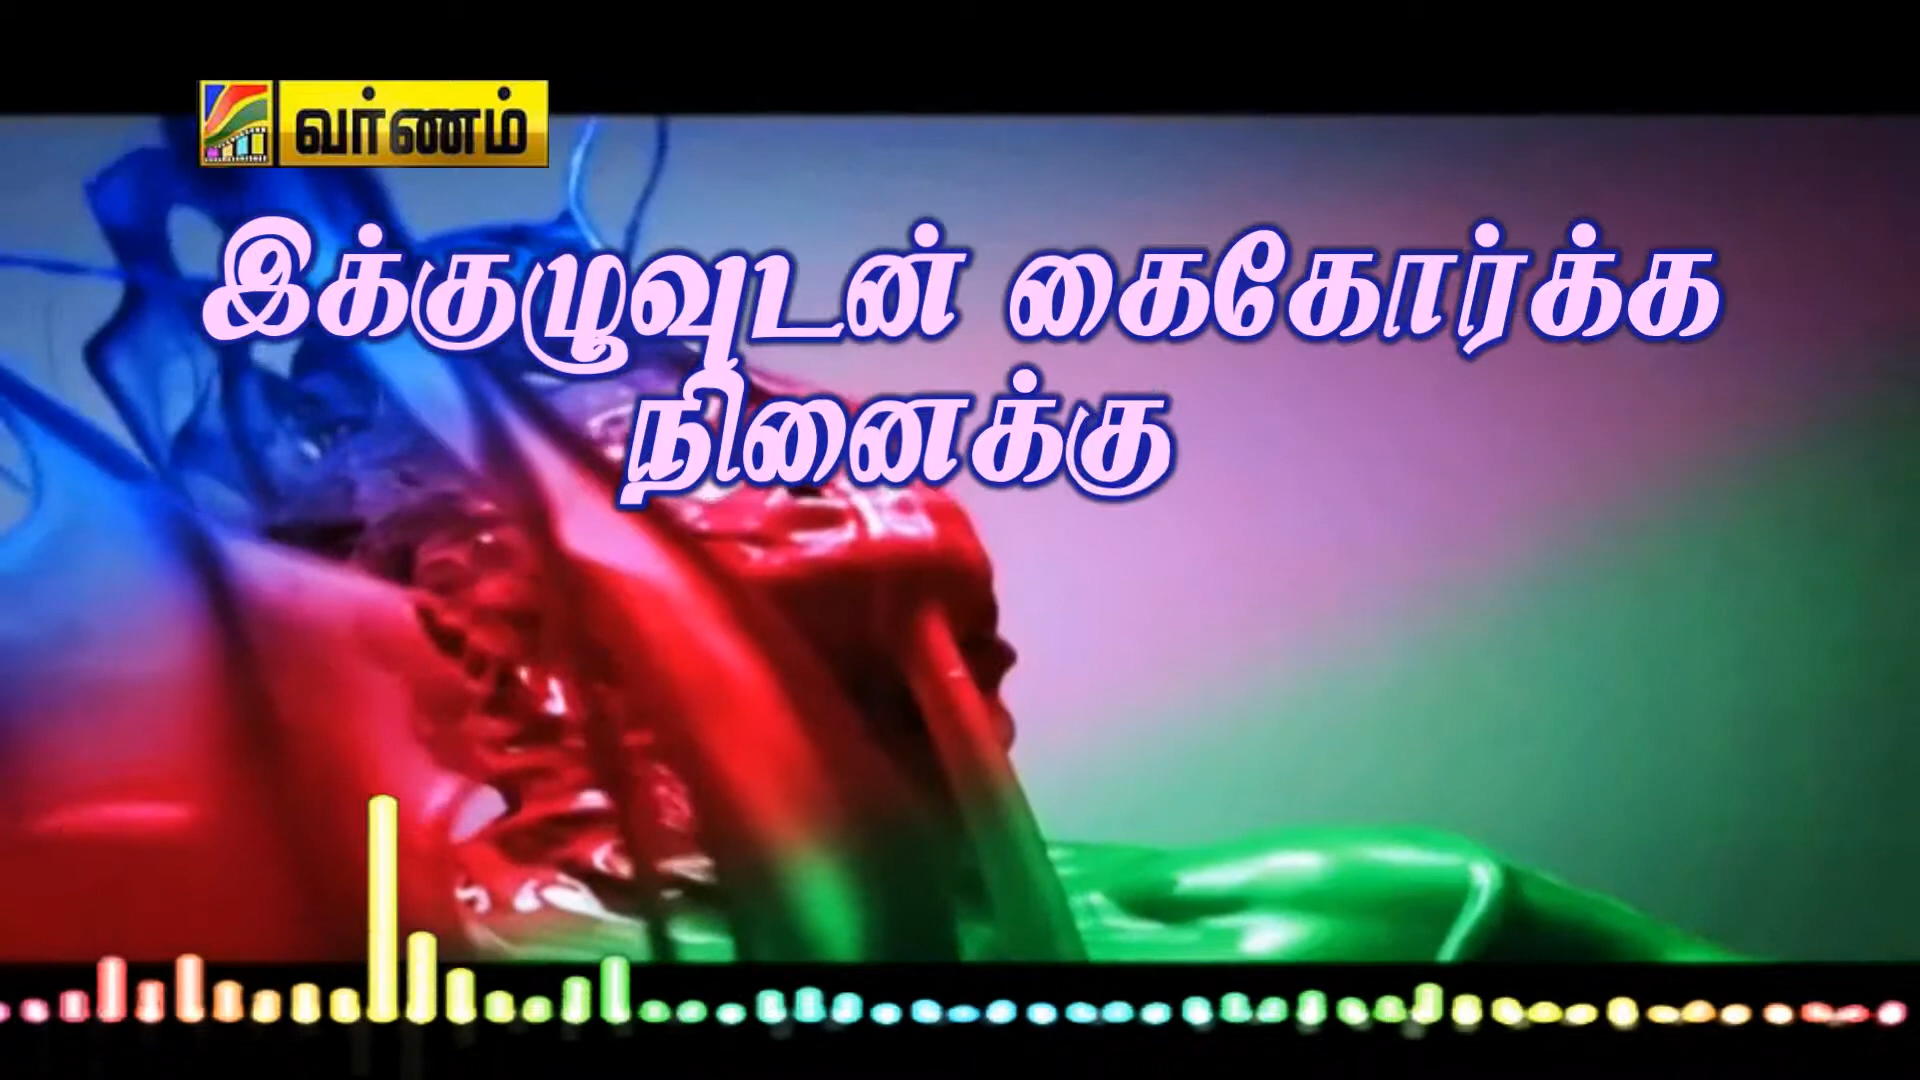 வர்ணம்
இக்குழுவுடன் கைகோர்க்க
நினைக்கு